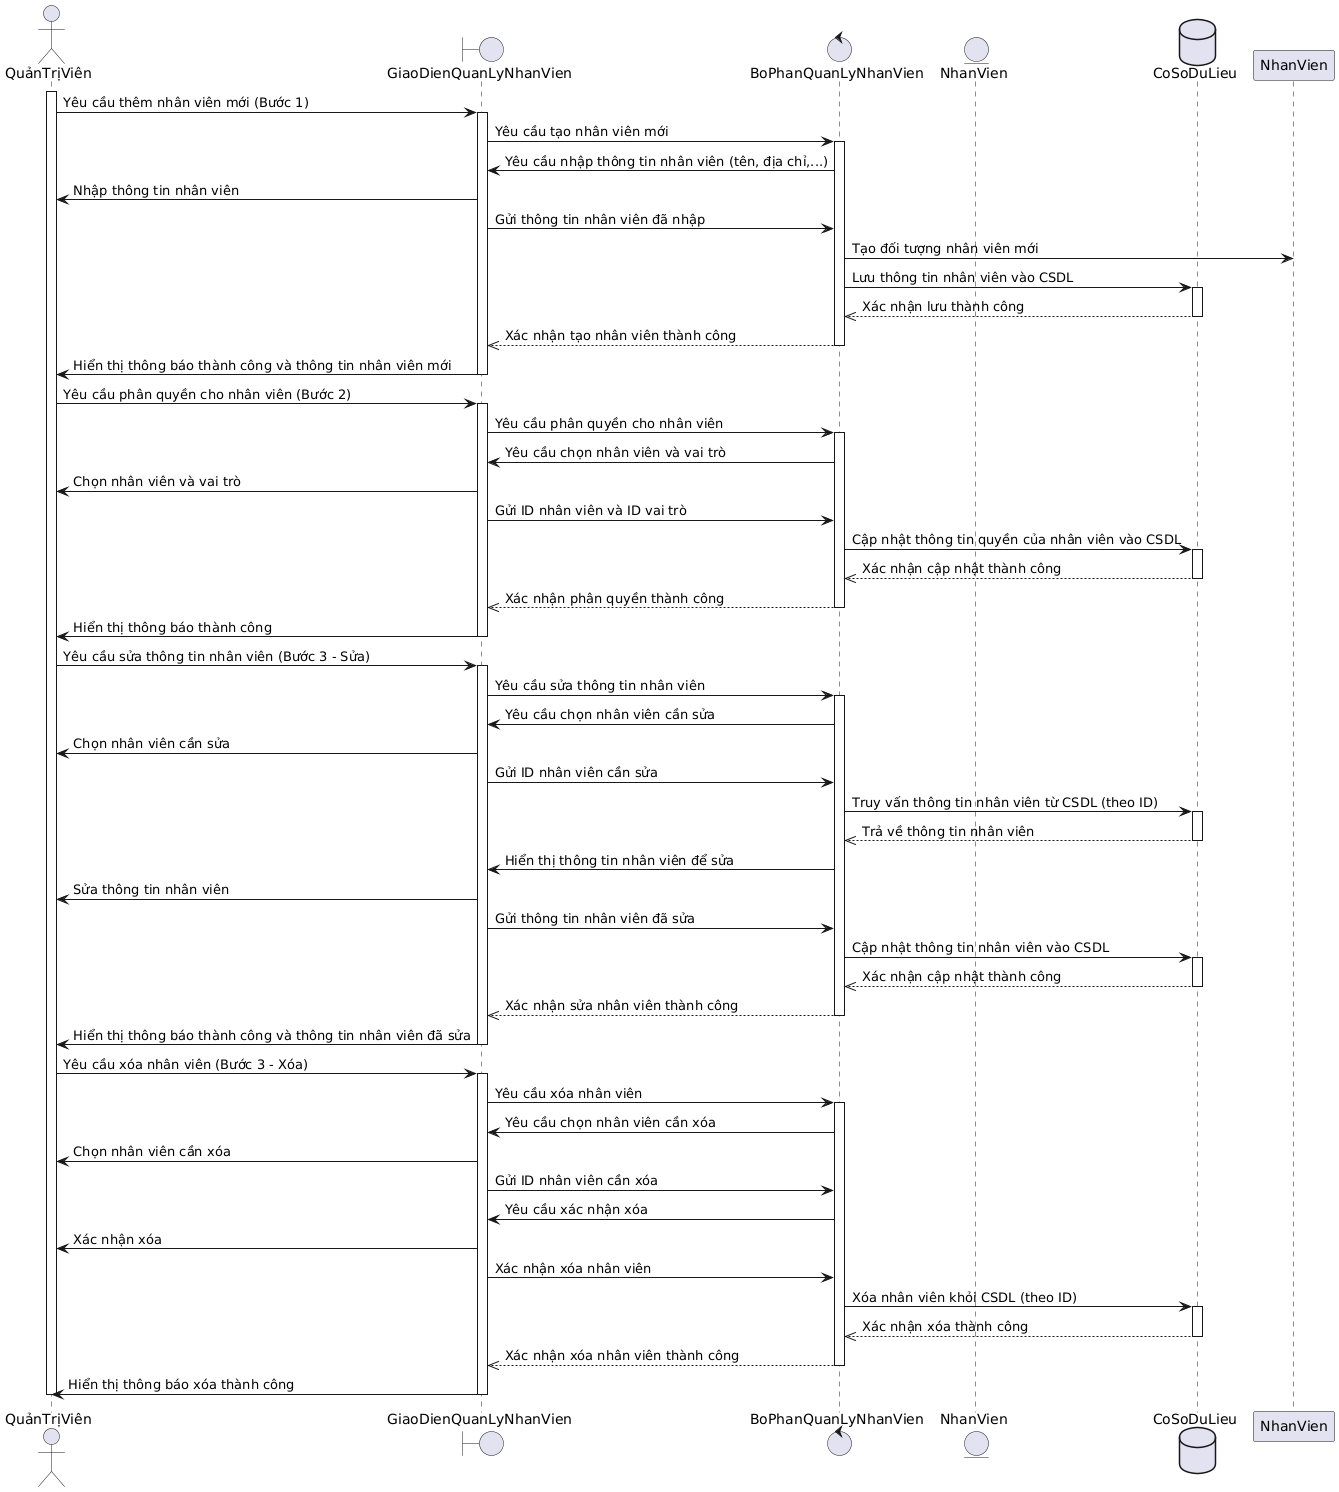 QuảnTrịViên
GiaoDienQuanLyNhanVien
BoPhanQuanLyNhanVien
NhanVien
CoSoDuLieu
NhanVien
Yêu cầu thêm nhân viên mới (Bước 1)
Yêu cầu tạo nhân viên mới
Yêu cầu nhập thông tin nhân viên (tên, địa chỉ,...)
Nhập thông tin nhân viên
Gửi thông tin nhân viên đã nhập
Tạo đối tượng nhân viên mới
Lưu thông tin nhân viên vào CSDL
Xác nhận lưu thành công
Xác nhận tạo nhân viên thành công
Hiển thị thông báo thành công và thông tin nhân viên mới
Yêu cầu phân quyền cho nhân viên (Bước 2)
Yêu cầu phân quyền cho nhân viên
Yêu cầu chọn nhân viên và vai trò
Chọn nhân viên và vai trò
Gửi ID nhân viên và ID vai trò
Cập nhật thông tin quyền của nhân viên vào CSDL
Xác nhận cập nhật thành công
Xác nhận phân quyền thành công
Hiển thị thông báo thành công
Yêu cầu sửa thông tin nhân viên (Bước 3 - Sửa)
Yêu cầu sửa thông tin nhân viên
Yêu cầu chọn nhân viên cần sửa
Chọn nhân viên cần sửa
Gửi ID nhân viên cần sửa
Truy vấn thông tin nhân viên từ CSDL (theo ID)
Trả về thông tin nhân viên
Hiển thị thông tin nhân viên để sửa
Sửa thông tin nhân viên
Gửi thông tin nhân viên đã sửa
Cập nhật thông tin nhân viên vào CSDL
Xác nhận cập nhật thành công
Xác nhận sửa nhân viên thành công
Hiển thị thông báo thành công và thông tin nhân viên đã sửa
Yêu cầu xóa nhân viên (Bước 3 - Xóa)
Yêu cầu xóa nhân viên
Yêu cầu chọn nhân viên cần xóa
Chọn nhân viên cần xóa
Gửi ID nhân viên cần xóa
Yêu cầu xác nhận xóa
Xác nhận xóa
Xác nhận xóa nhân viên
Xóa nhân viên khỏi CSDL (theo ID)
Xác nhận xóa thành công
Xác nhận xóa nhân viên thành công
Hiển thị thông báo xóa thành công
QuảnTrịViên
GiaoDienQuanLyNhanVien
BoPhanQuanLyNhanVien
NhanVien
CoSoDuLieu
NhanVien